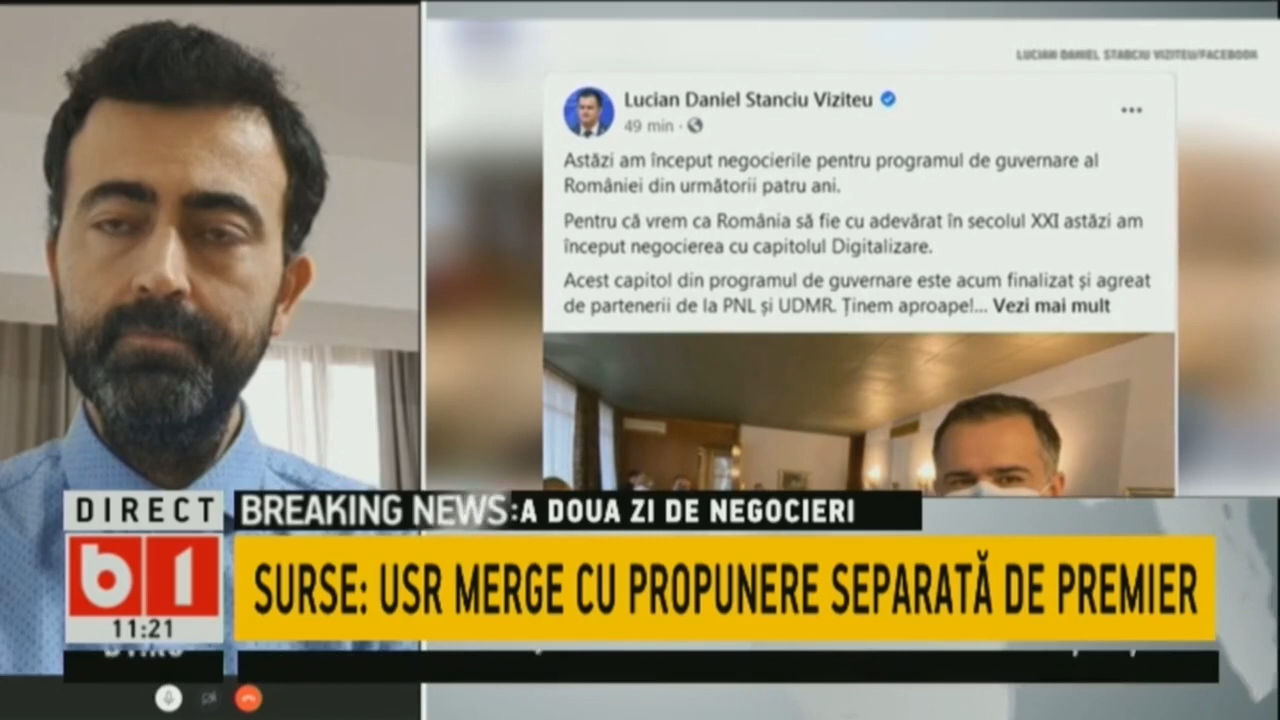 LUCIAN DANIEL STANCIU VIZITEU/FACEBOOK
Lucian Daniel Stanciu Viziteu
49 min ·
Astăzi am început negocierile pentru programul de guvernare al
României din următorii patru ani.
Pentru că vrem ca România să fie cu adevărat în secolul XXI astăzi am
început negocierea cu capitolul Digitalizare.
Acest capitol din programul de guvernare este acum finalizat și agreat
de partenerii de la PNL și UDMR. Ținem aproape!... Vezi mai mult
DIRECT
BREAKING NEWS:A DOUA ZI DE NEGOCIERI
b1
SURSE: USR MERGE CU PROPUNERE SEPARATĂ DE PREMIER
11:21